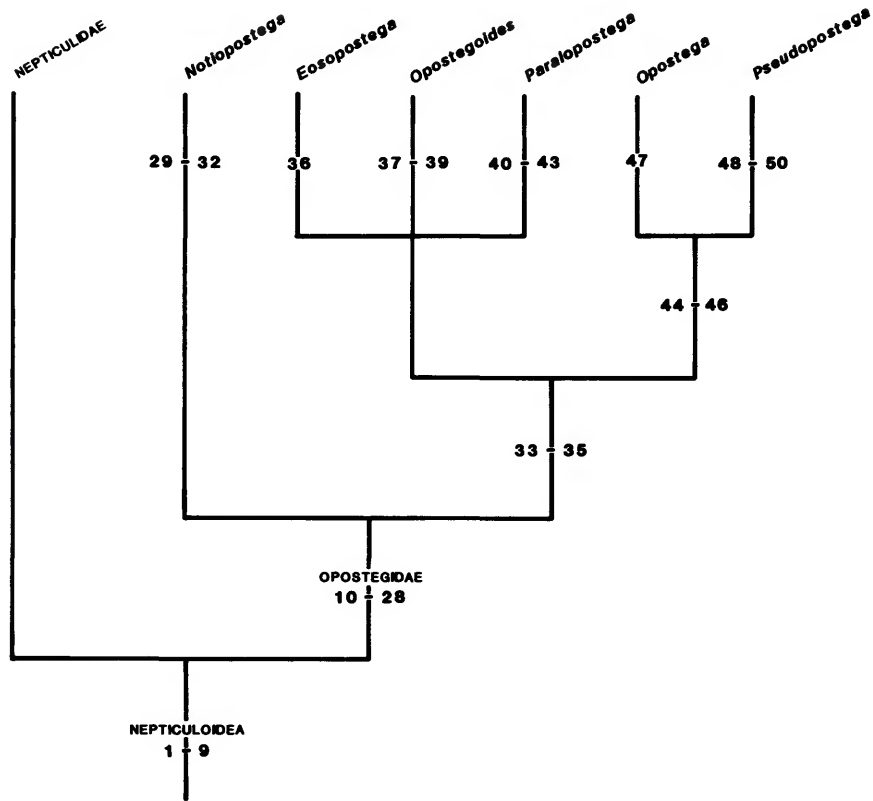 NEPTICULIDAE
Notiopostega
Eosopostega
Opostegoides
Paralopostega
Opostega
Pseudopostega
29 - 32
36
37 - 39
40 - 43
47
48 - 50
44 - 46
33 - 35
OPOSTEGIDAE
10 - 28
NEPTICULOIDEA
1 - 9